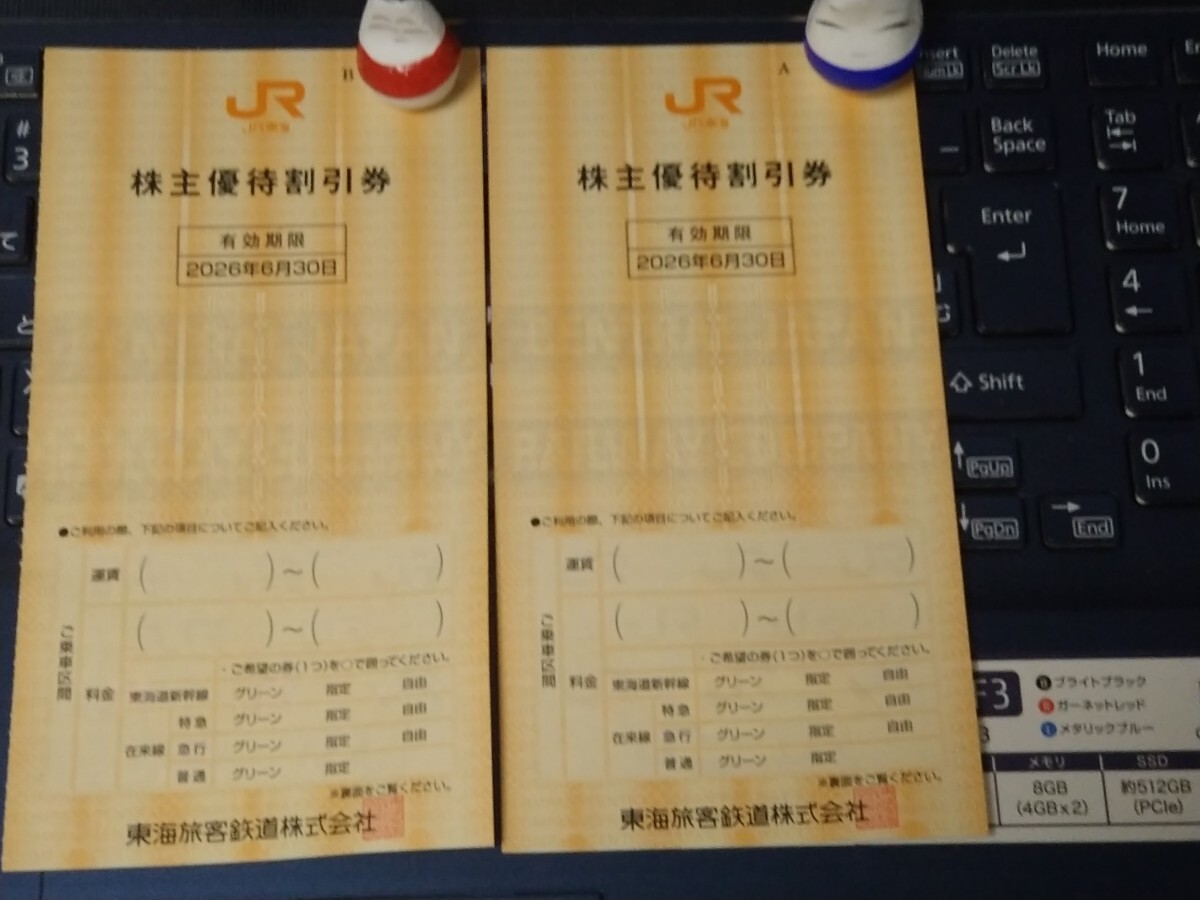 B
JR
JR東海
株主優待割引券
有効期限
2026年6月30日
●ご利用の際、下記の項目についてご記入ください。
ご乗車区間
運賃 ( )～( )
料金 ( )～( )
・ご希望の券(1つ)を○で囲ってください。
東海道新幹線 グリーン 指定 自由
在来線
特急 グリーン 指定 自由
急行 グリーン 指定 自由
普通 グリーン 指定
※裏面をご覧ください。
東海旅客鉄道株式会社
A
JR
JR東海
株主優待割引券
有効期限
2026年6月30日
●ご利用の際、下記の項目についてご記入ください。
ご乗車区間
運賃 ( )～( )
料金 ( )～( )
・ご希望の券(1つ)を○で囲ってください。
東海道新幹線 グリーン 指定 自由
在来線
特急 グリーン 指定 自由
急行 グリーン 指定 自由
普通 グリーン 指定
※裏面をご覧ください。
東海旅客鉄道株式会社
#
3
て
と
Delete
Scr Lk
Home
Back
Space
Tab
Enter
7
Home
4
Shift
1
End
PgUp
0
Ins
PgDn
End
F3
B ブライトブラック
R ガーネットレッド
L メタリックブルー
メモリ
SSD
8GB
(4GB×2)
約512GB
(PCIe)